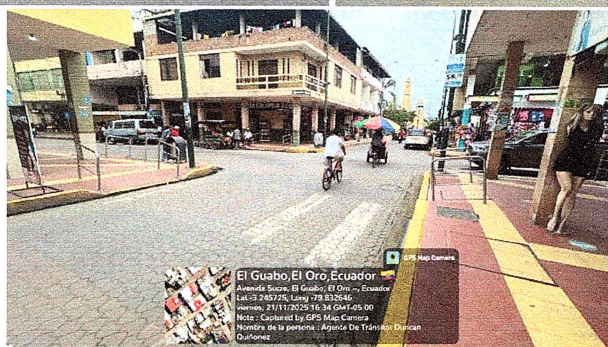 GPS Map Camera
El Guabo, El Oro, Ecuador
Avenida Sucre, El Guabo, El Oro –, Ecuador
Lat -3.245725, Long -79.832646
viernes, 21/11/2025 16:34 GMT-05:00
Note : Captured by GPS Map Camera
Nombre de la persona : Agente De Tránsito: Duncan
Quiñonez